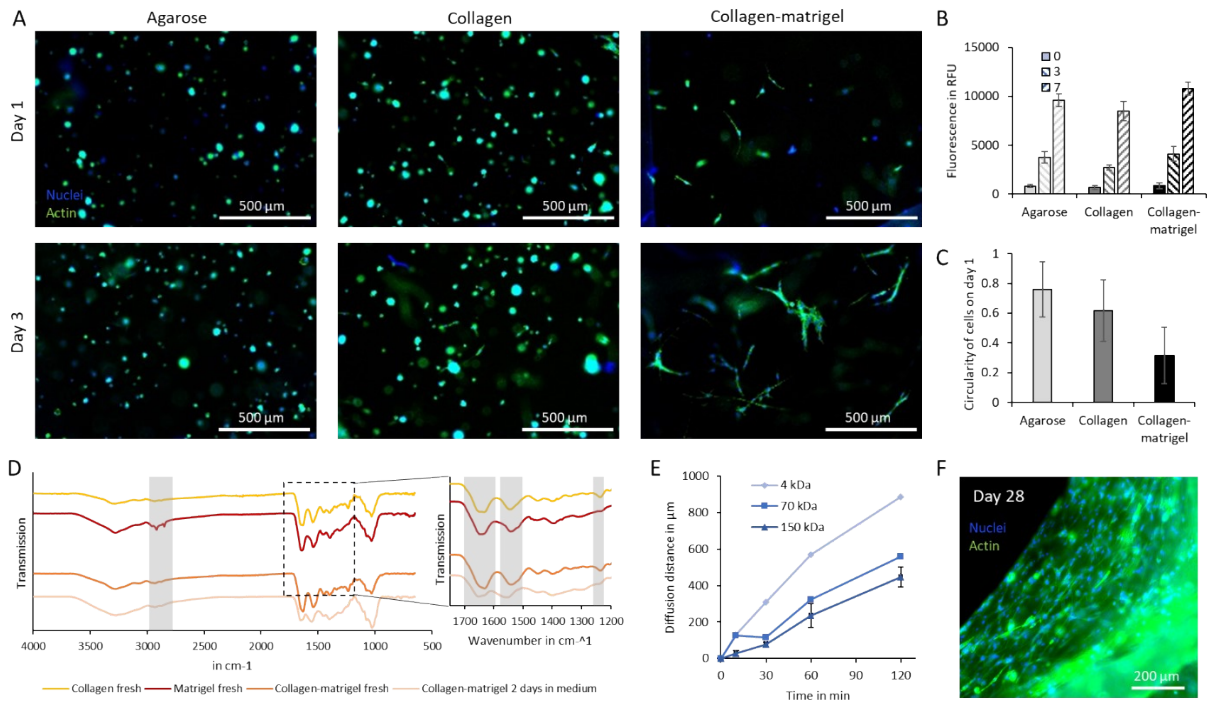 A
Agarose
Collagen
Collagen-matrigel
Day 1
Nuclei
Actin
500 µm
500 µm
500 µm
Day 3
500 µm
500 µm
500 µm
B
Fluorescence in RFU
15000
10000
5000
0
0
3
7
Agarose
Collagen
Collagen-
matrigel
C
Circularity of cells on day 1
1
0.8
0.6
0.4
0.2
0
Agarose
Collagen
Collagen-
matrigel
D
Transmission
4000
3500
3000
2500
2000
1500
1000
500
in cm-1
Transmission
1700
1600
1500
1400
1300
1200
Wavenumber in cm-^1
Collagen fresh
Matrigel fresh
Collagen-matrigel fresh
Collagen-matrigel 2 days in medium
E
Diffusion distance in µm
1000
800
600
400
200
0
4 kDa
70 kDa
150 kDa
0
30
60
90
120
Time in min
F
Day 28
Nuclei
Actin
200 µm